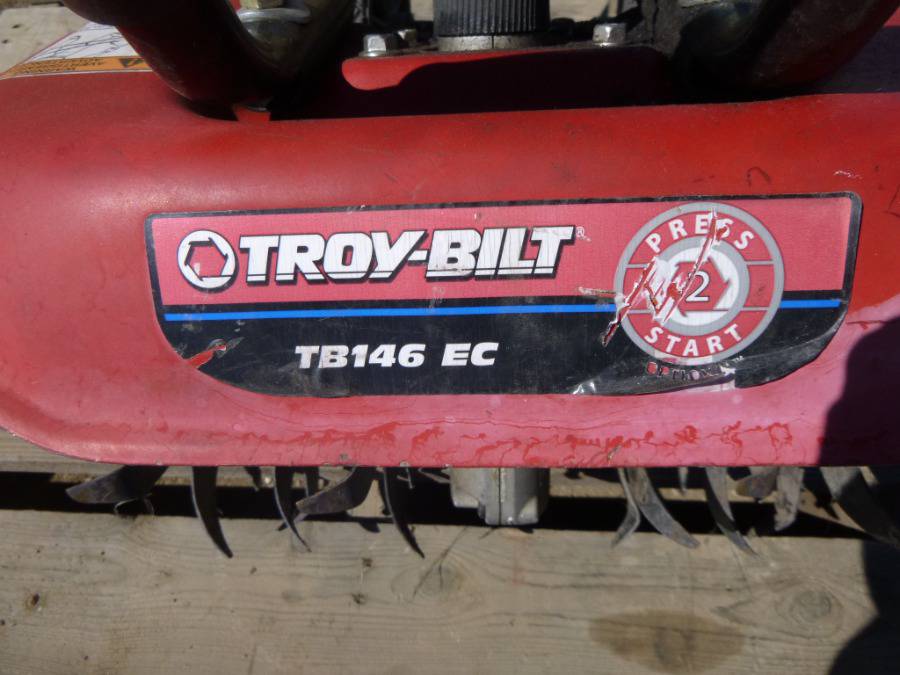 TROY-BILT®
TB146 EC
PRESS
2
START